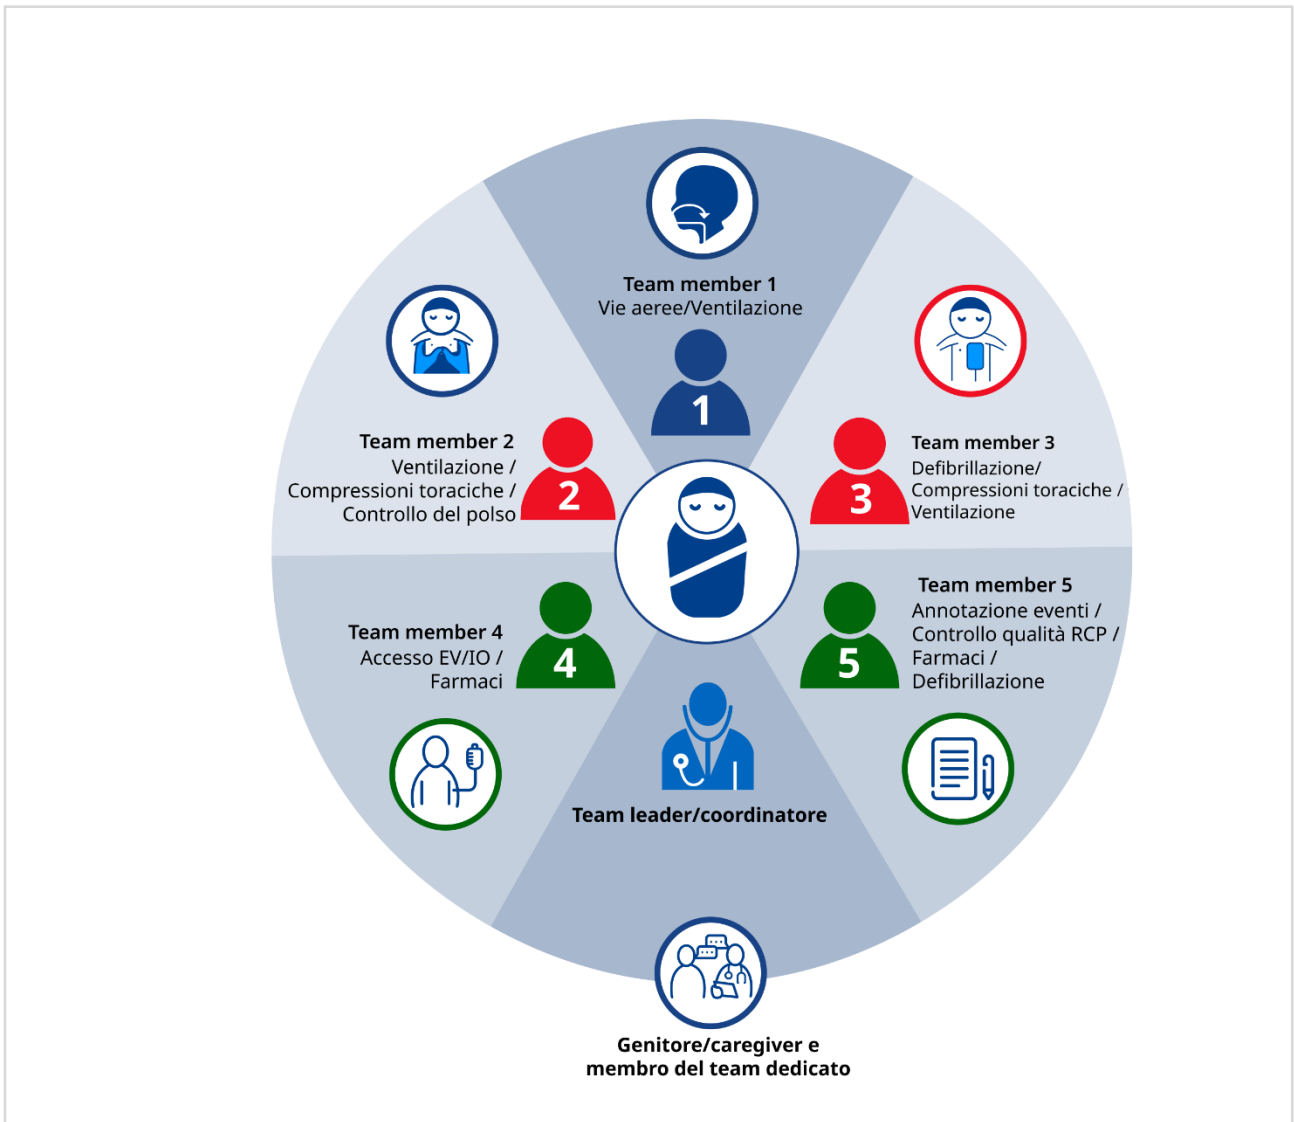 Team member 1
Vie aeree/Ventilazione
1
Team member 2
Ventilazione /
Compressioni toraciche /
Controllo del polso
2
3
Team member 3
Defibrillazione/
Compressioni toraciche /
Ventilazione
Team member 4
Accesso EV/IO /
Farmaci
4
5
Team member 5
Annotazione eventi /
Controllo qualità RCP /
Farmaci /
Defibrillazione
Team leader/coordinatore
Genitore/caregiver e
membro del team dedicato